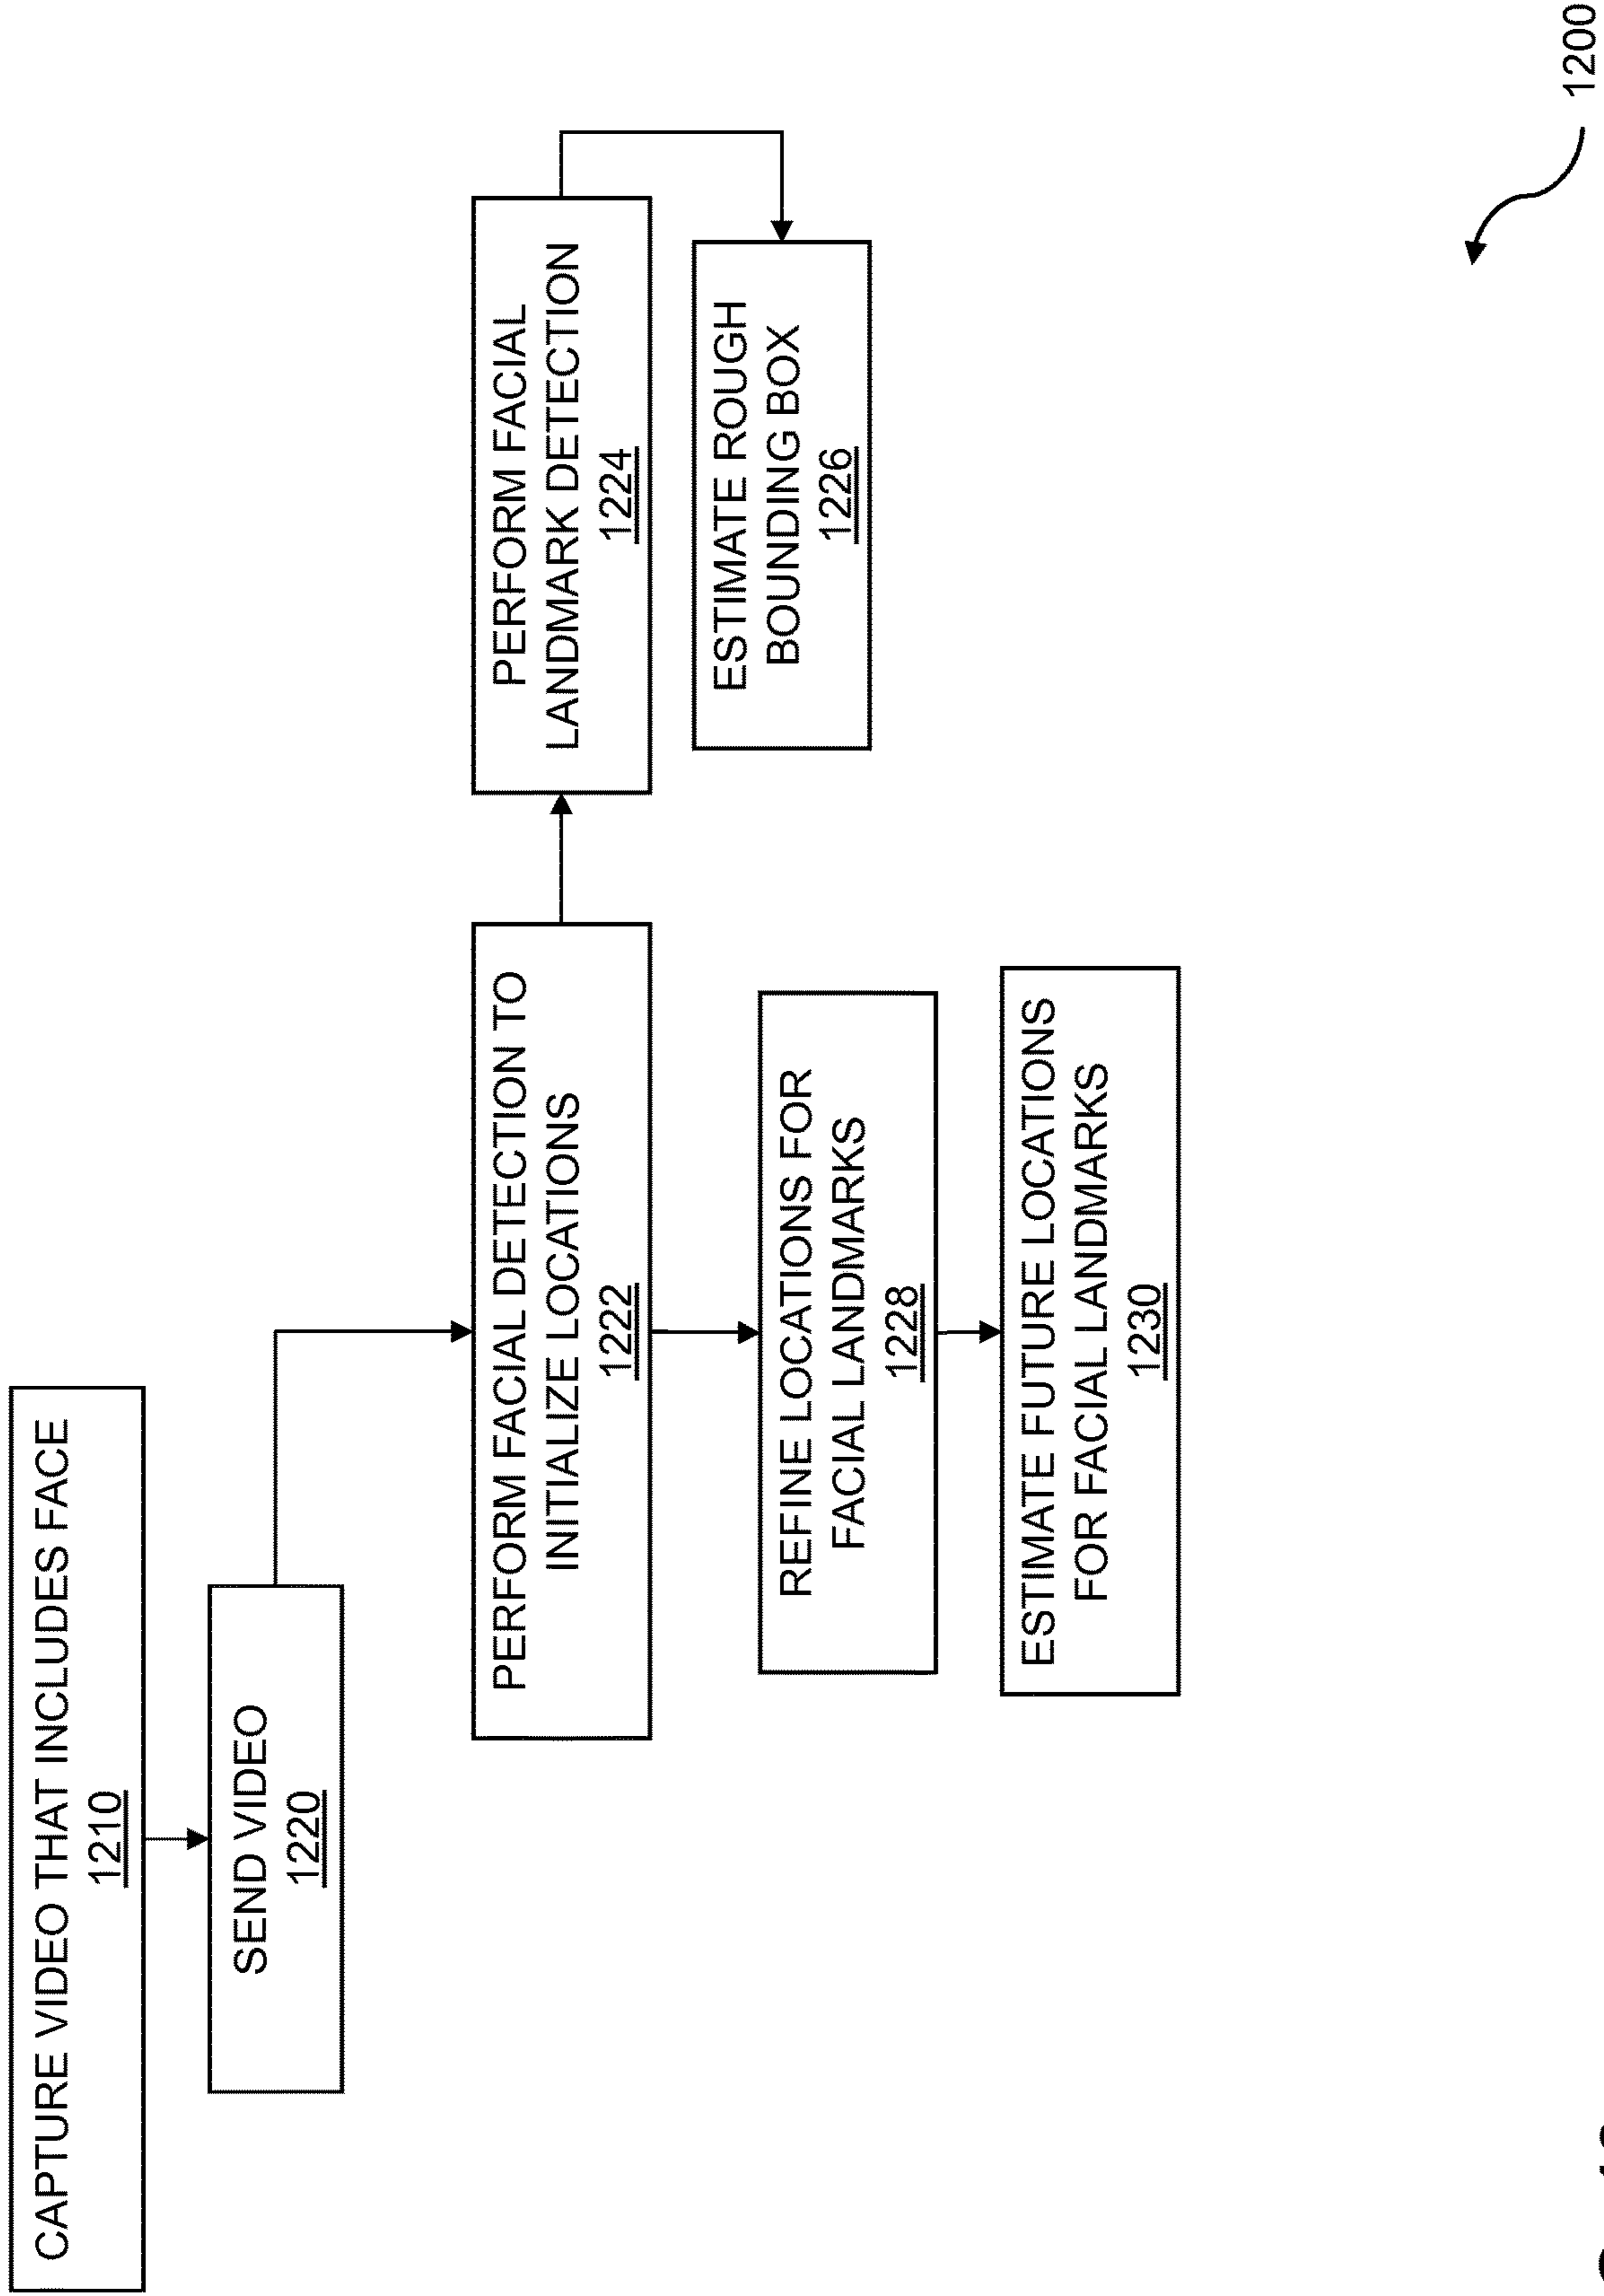 CAPTURE VIDEO THAT INCLUDES FACE
1210
SEND VIDEO
1220
PERFORM FACIAL DETECTION TO
INITIALIZE LOCATIONS
1222
PERFORM FACIAL
LANDMARK DETECTION
1224
ESTIMATE ROUGH
BOUNDING BOX
1226
REFINE LOCATIONS FOR
FACIAL LANDMARKS
1228
ESTIMATE FUTURE LOCATIONS
FOR FACIAL LANDMARKS
1230
1200